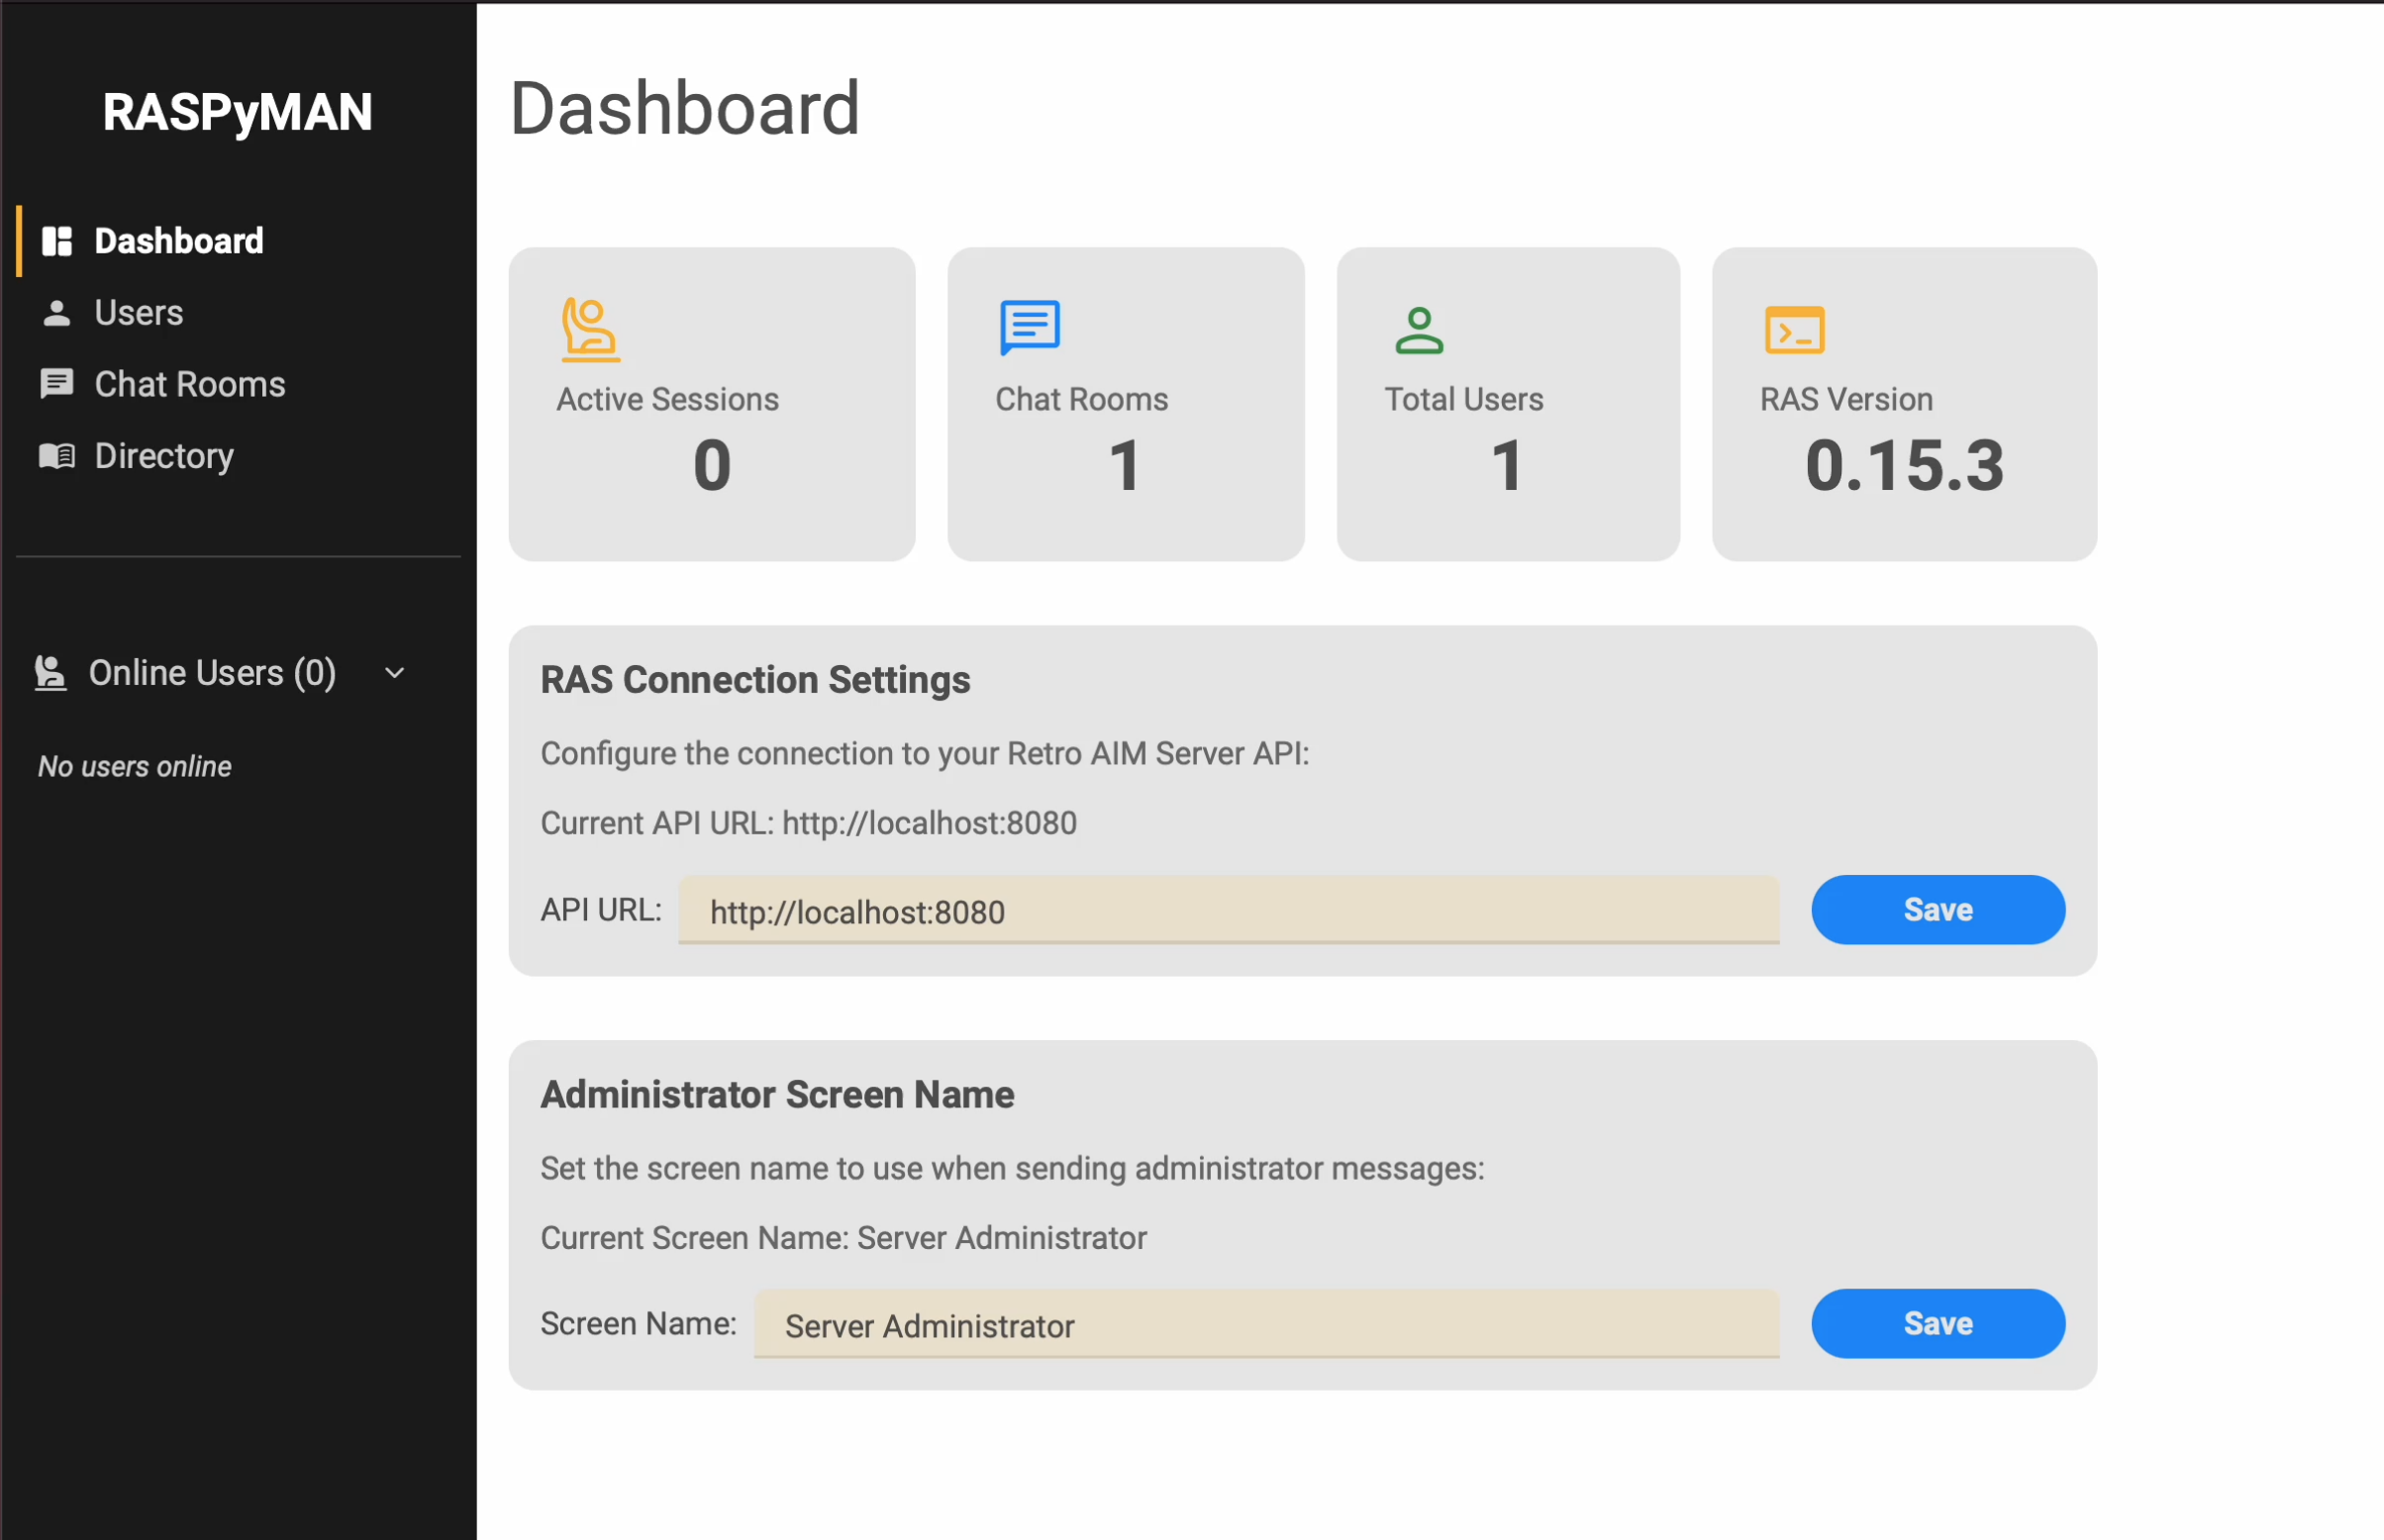 RASPyMAN
Dashboard
Users
Chat Rooms
Directory
Online Users (0)
No users online
Dashboard
Active Sessions
0
Chat Rooms
1
Total Users
1
RAS Version
0.15.3
RAS Connection Settings
Configure the connection to your Retro AIM Server API:
Current API URL: http://localhost:8080
API URL: http://localhost:8080 Save
Administrator Screen Name
Set the screen name to use when sending administrator messages:
Current Screen Name: Server Administrator
Screen Name: Server Administrator Save